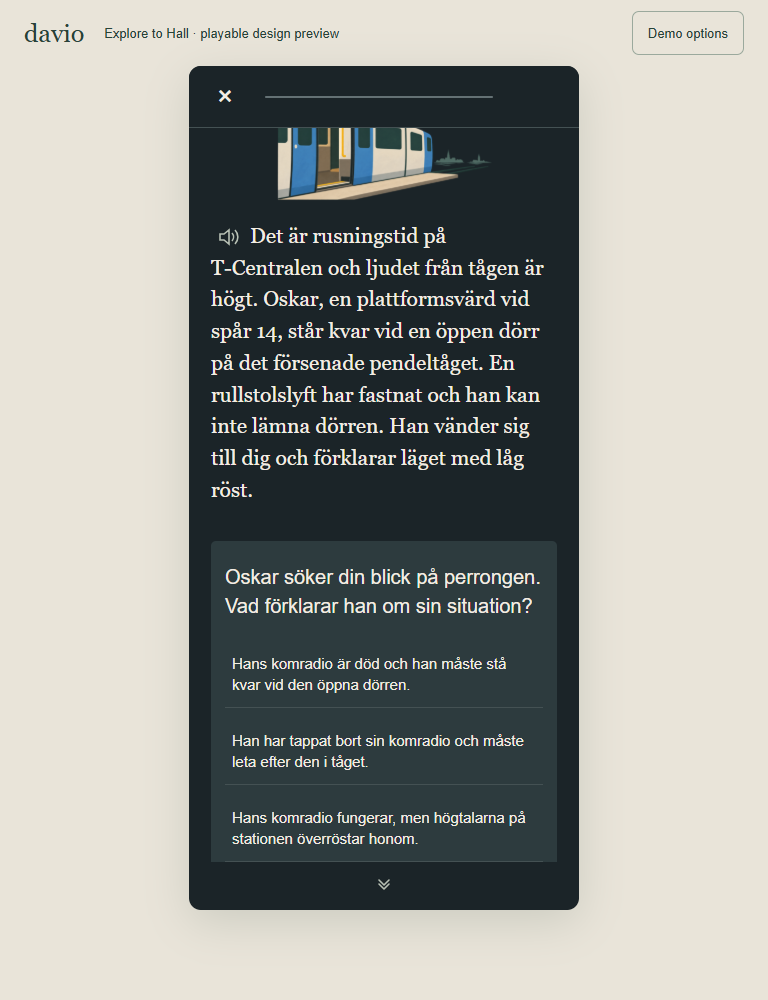 davio
Explore to Hall · playable design preview
Demo options
Det är rusningstid på
T-Centralen och ljudet från tågen är
högt. Oskar, en plattformsvärd vid
spår 14, står kvar vid en öppen dörr
på det försenade pendeltåget. En
rullstolslyft har fastnat och han kan
inte lämna dörren. Han vänder sig
till dig och förklarar läget med låg
röst.
Oskar söker din blick på perrongen.
Vad förklarar han om sin situation?
Hans komradio är död och han måste stå
kvar vid den öppna dörren.
Han har tappat bort sin komradio och måste
leta efter den i tåget.
Hans komradio fungerar, men högtalarna på
stationen överröstar honom.